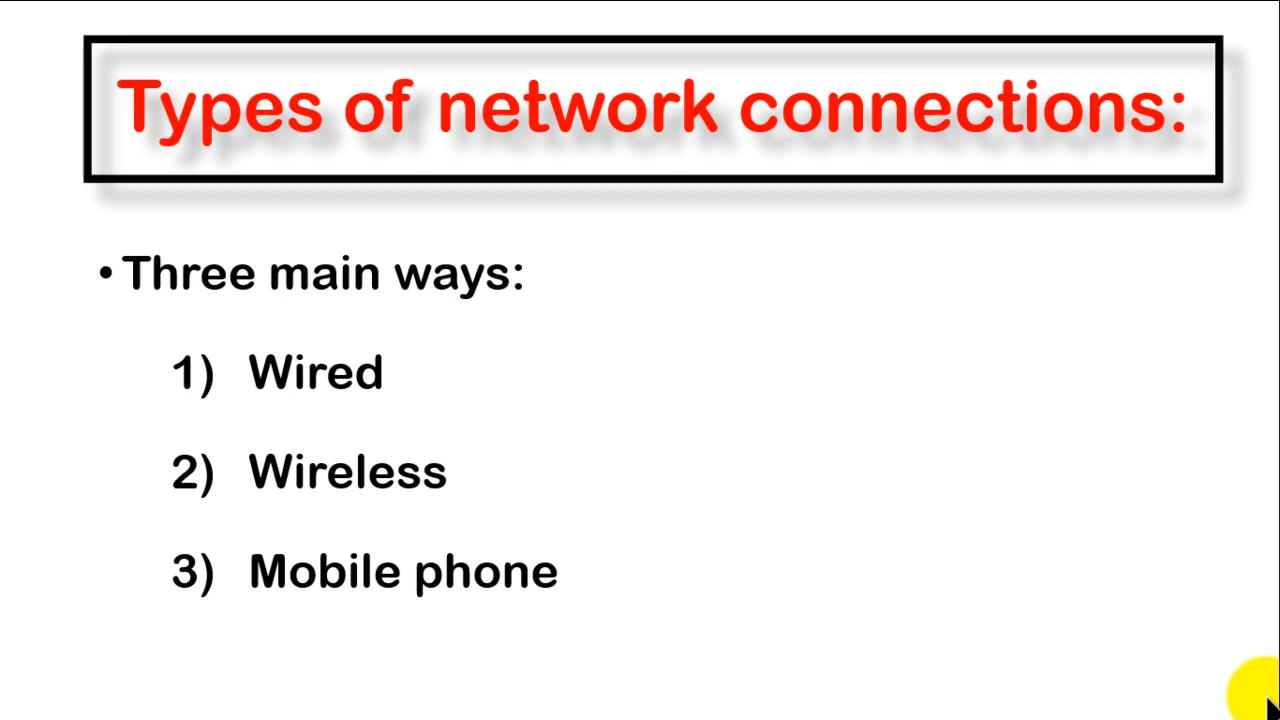 Types of network connections:
• Three main ways:
1) Wired
2) Wireless
3) Mobile phone